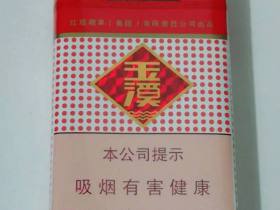 红塔烟草（集团）有限责任公司出品
玉溪
本公司提示
吸烟有害健康